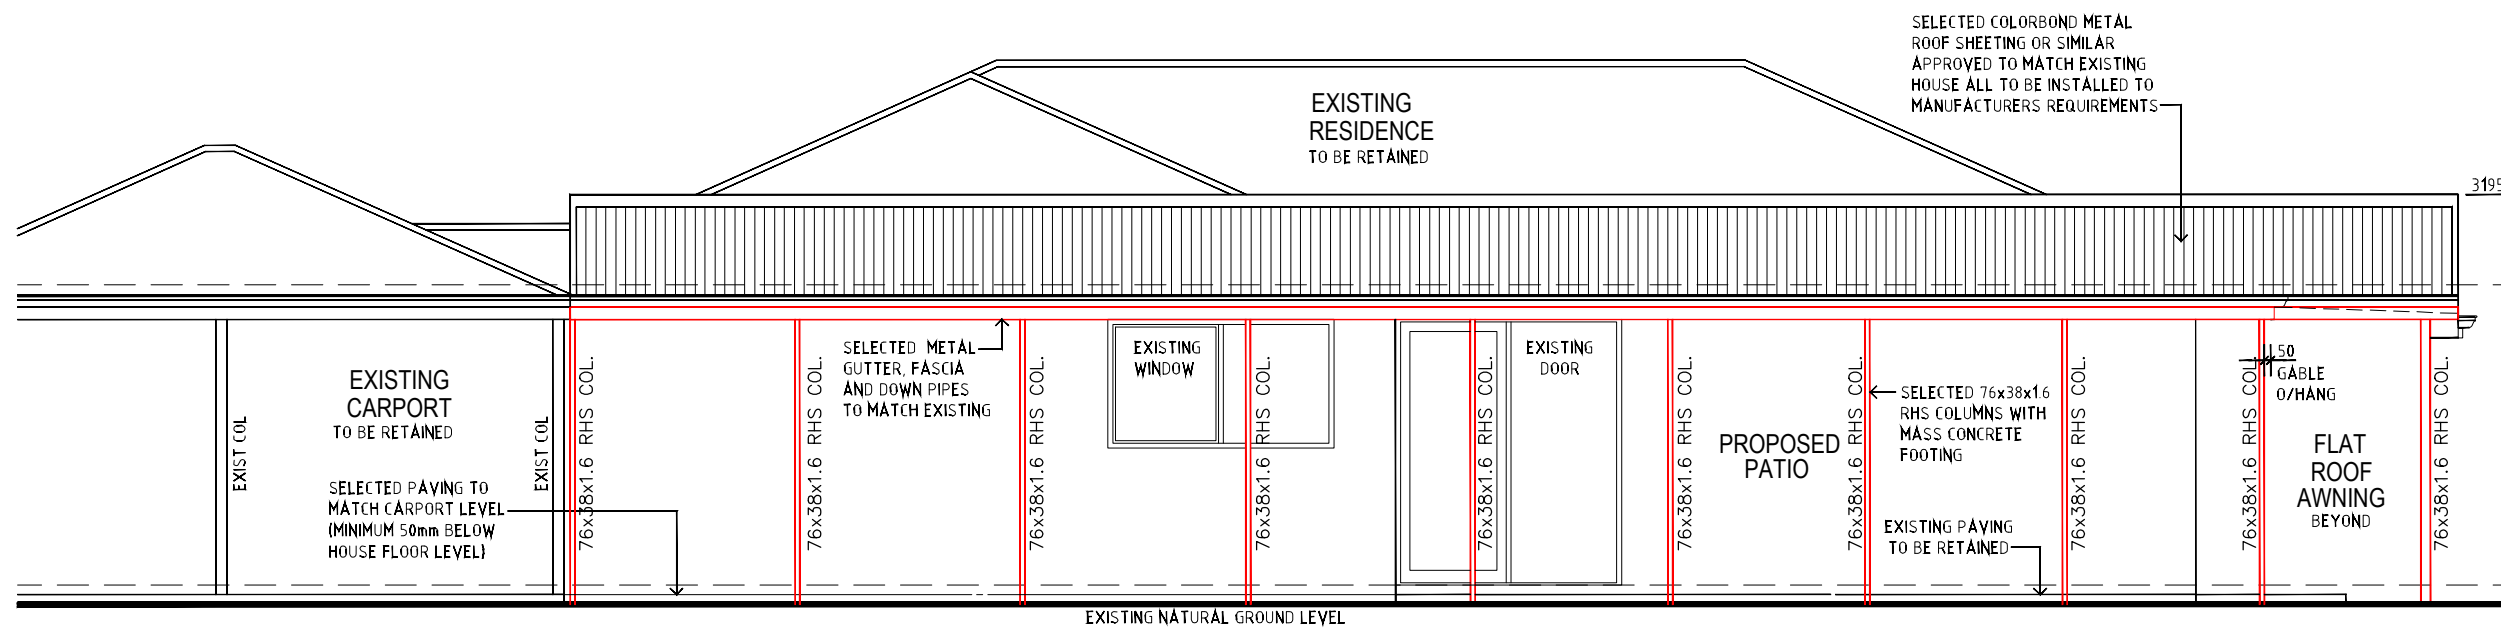 SELECTED COLORBOND METAL
ROOF SHEETING OR SIMILAR
APPROVED TO MATCH EXISTING
HOUSE ALL TO BE INSTALLED TO
MANUFACTURERS REQUIREMENTS
EXISTING
RESIDENCE
TO BE RETAINED
3195
EXISTING
CARPORT
TO BE RETAINED
EXIST COL
EXIST COL
SELECTED PAVING TO
MATCH CARPORT LEVEL
(MINIMUM 50mm BELOW
HOUSE FLOOR LEVEL)
76x38x1.6 RHS COL.
76x38x1.6 RHS COL.
SELECTED METAL
GUTTER, FASCIA
AND DOWN PIPES
TO MATCH EXISTING
76x38x1.6 RHS COL.
EXISTING
WINDOW
76x38x1.6 RHS COL.
76x38x1.6 RHS COL.
EXISTING
DOOR
76x38x1.6 RHS COL.
PROPOSED
PATIO
76x38x1.6 RHS COL.
SELECTED 76x38x1.6
RHS COLUMNS WITH
MASS CONCRETE
FOOTING
EXISTING PAVING
TO BE RETAINED
76x38x1.6 RHS COL.
76x38x1.6 RHS COL.
50
GABLE
O/HANG
FLAT
ROOF
AWNING
BEYOND
76x38x1.6 RHS COL.
EXISTING NATURAL GROUND LEVEL